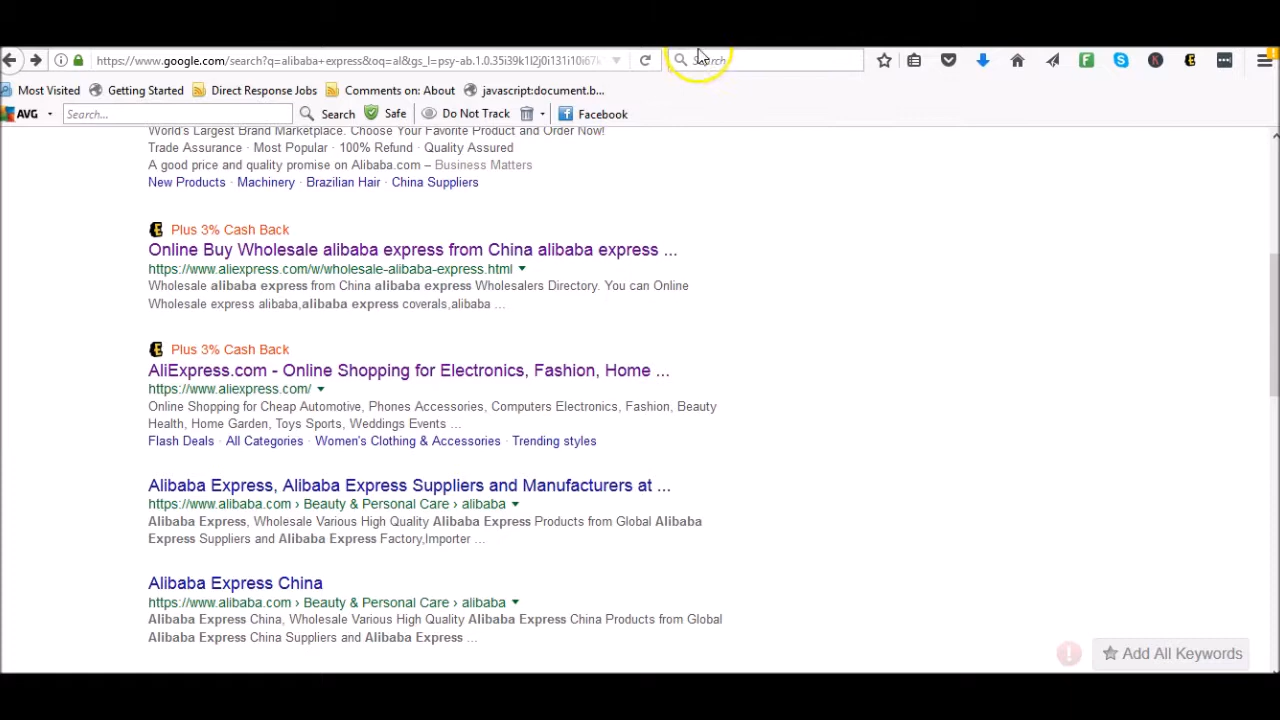 https://www.google.com/search?q=alibaba+express&oq=al&gs_l=psy-ab.1.0.35i39k1l2j0i131i10i67k
Search
Most Visited Getting Started Direct Response Jobs Comments on: About javascript:document.b...
AVG Search... Search Safe Do Not Track Facebook
World's Largest Brand Marketplace. Choose Your Favorite Product and Order Now!
Trade Assurance · Most Popular · 100% Refund · Quality Assured
A good price and quality promise on Alibaba.com – Business Matters
New Products · Machinery · Brazilian Hair · China Suppliers
Plus 3% Cash Back
Online Buy Wholesale alibaba express from China alibaba express ...
https://www.aliexpress.com/w/wholesale-alibaba-express.html
Wholesale alibaba express from China alibaba express Wholesalers Directory. You can Online
Wholesale express alibaba,alibaba express coverals,alibaba ...
Plus 3% Cash Back
AliExpress.com - Online Shopping for Electronics, Fashion, Home ...
https://www.aliexpress.com/
Online Shopping for Cheap Automotive, Phones Accessories, Computers Electronics, Fashion, Beauty
Health, Home Garden, Toys Sports, Weddings Events ...
Flash Deals · All Categories · Women's Clothing & Accessories · Trending styles
Alibaba Express, Alibaba Express Suppliers and Manufacturers at ...
https://www.alibaba.com › Beauty & Personal Care › alibaba
Alibaba Express, Wholesale Various High Quality Alibaba Express Products from Global Alibaba
Express Suppliers and Alibaba Express Factory,Importer ...
Alibaba Express China
https://www.alibaba.com › Beauty & Personal Care › alibaba
Alibaba Express China, Wholesale Various High Quality Alibaba Express China Products from Global
Alibaba Express China Suppliers and Alibaba Express ...
Add All Keywords